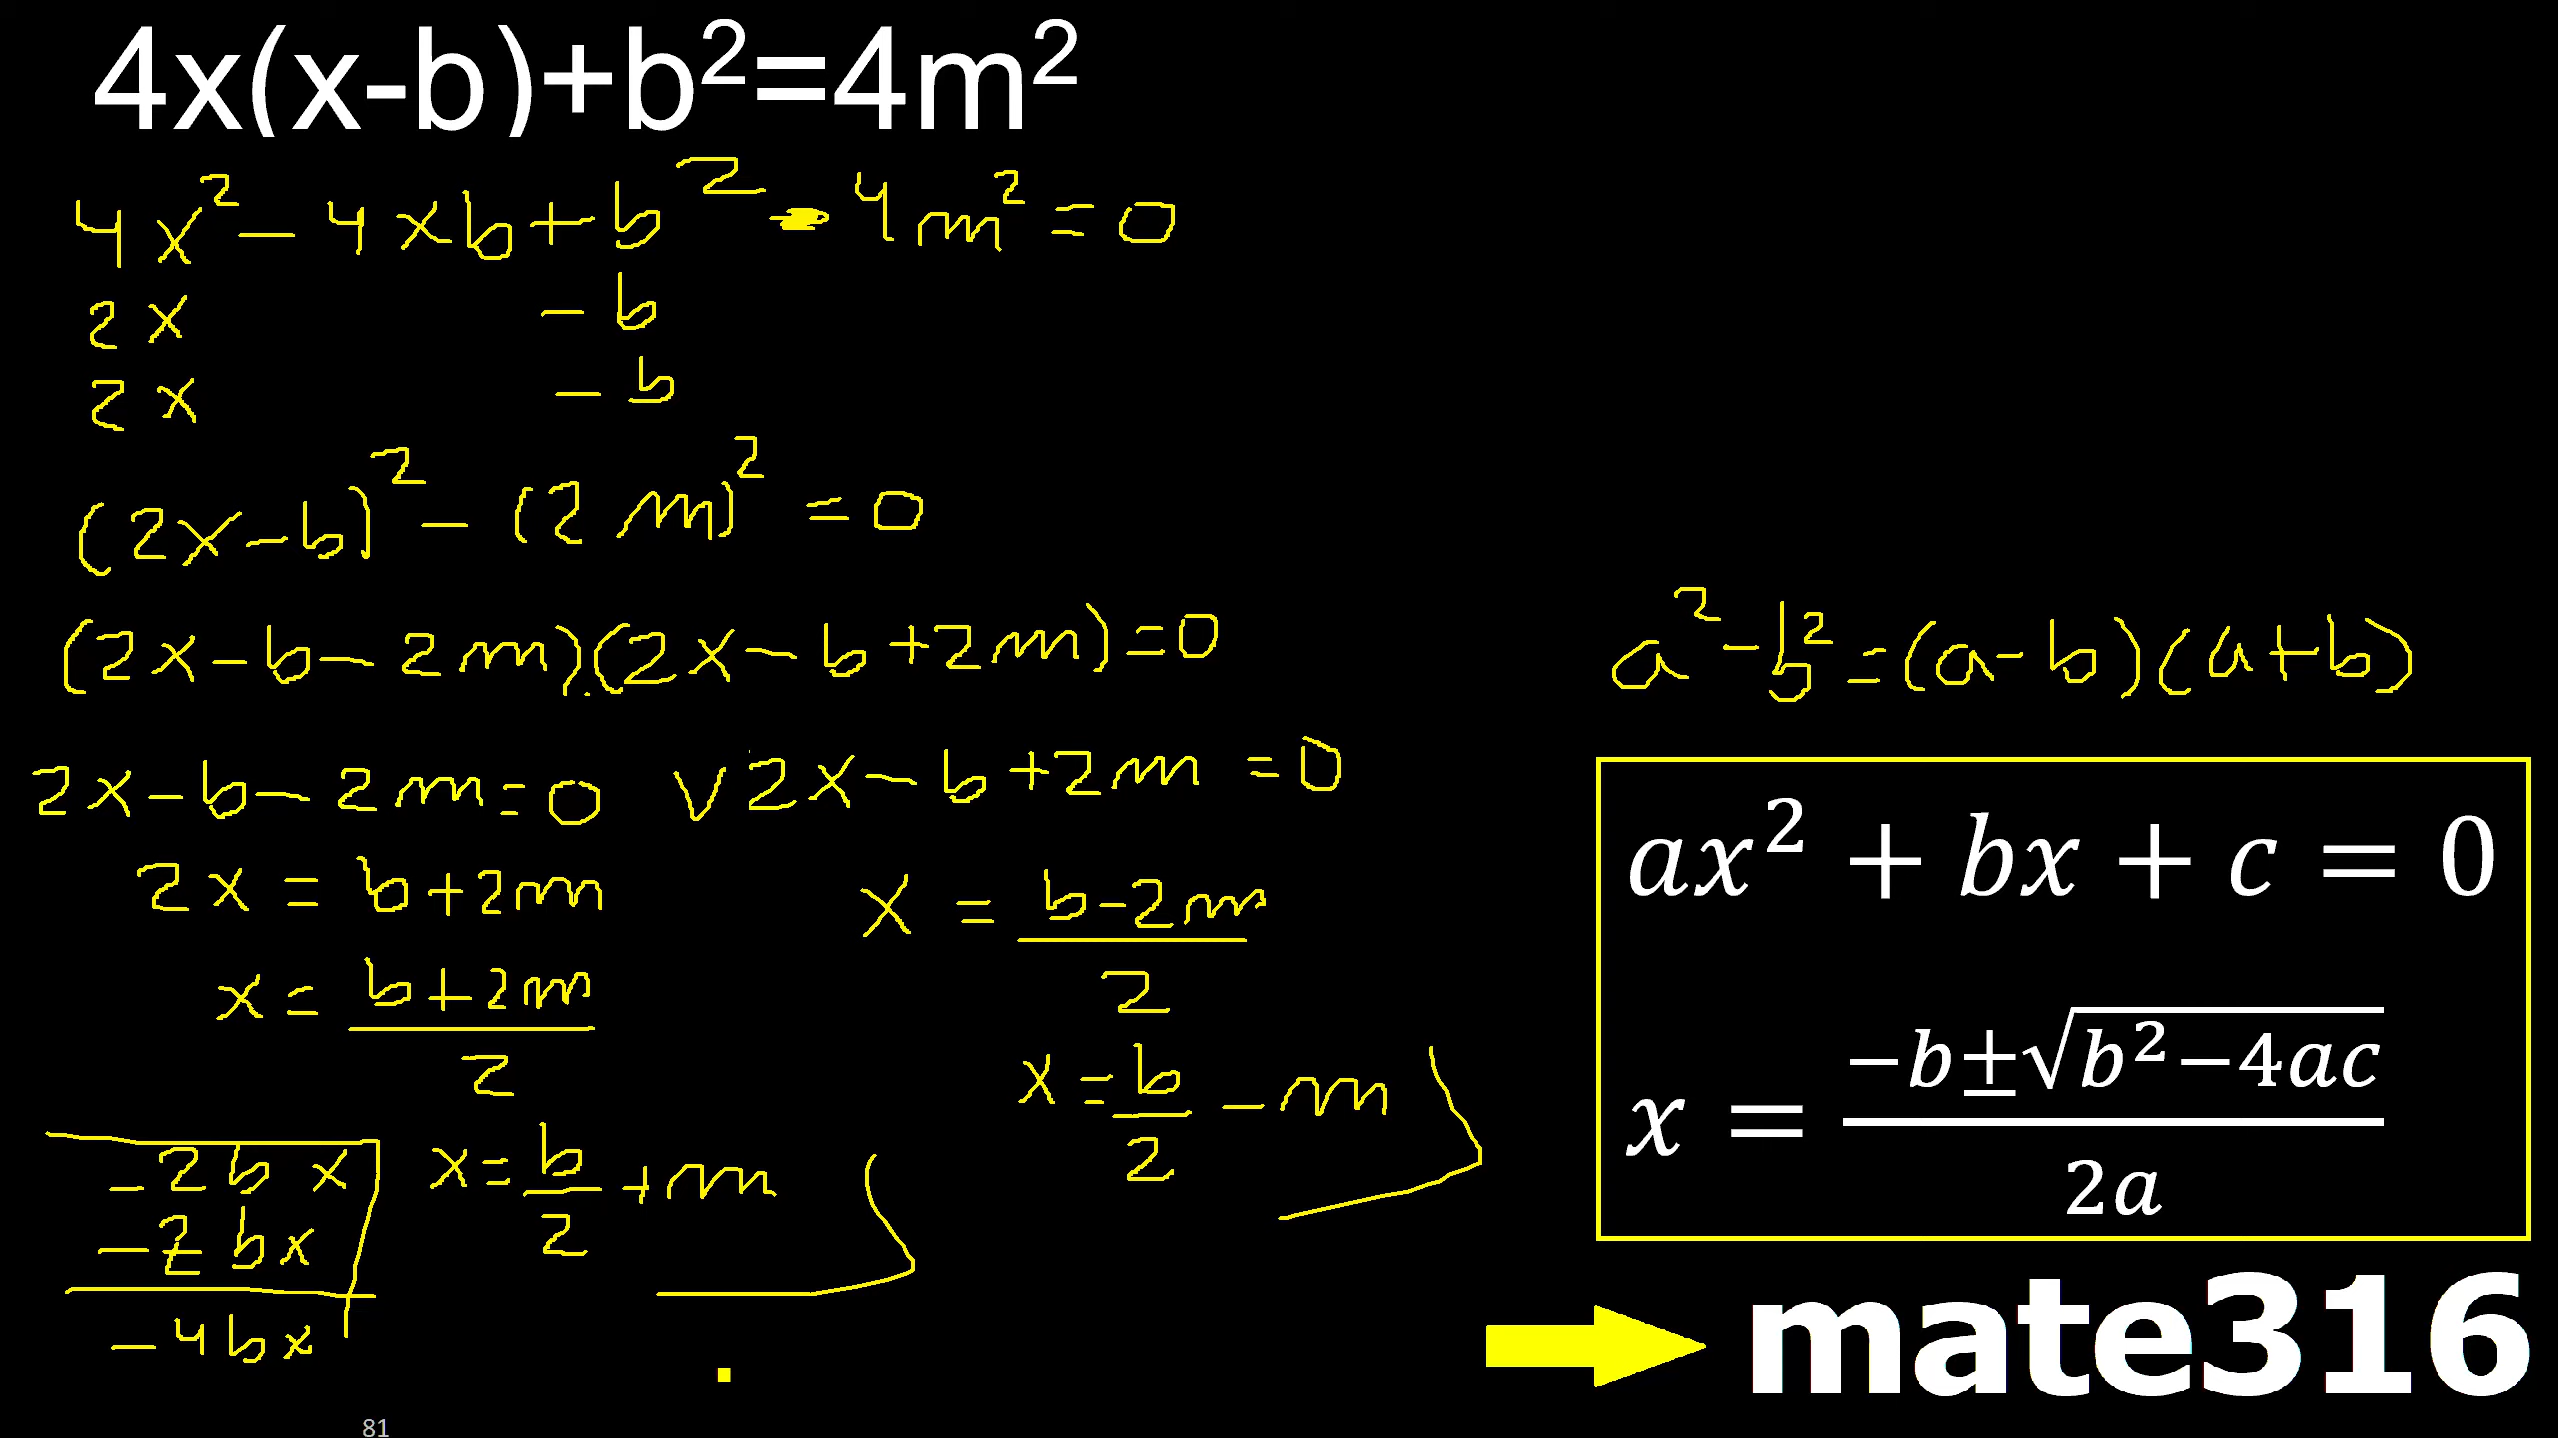 4x(x-b)+b²=4m²
4x² - 4xb + b² - 4m² = 0
2x - b
2x - b
(2x-b)² - (2m)² = 0
(2x-b-2m).(2x-b+2m)=0
a²-b²=(a-b)(a+b)
2x-b-2m=0 ∨ 2x-b+2m=0
2x = b+2m
x = (b-2m)/2
x = (b+2m)/2
x = b/2 - m
x = b/2 + m
-2bx
-2bx
-4bx
ax² + bx + c = 0
x = (-b±√(b²-4ac))/(2a)
mate316
81